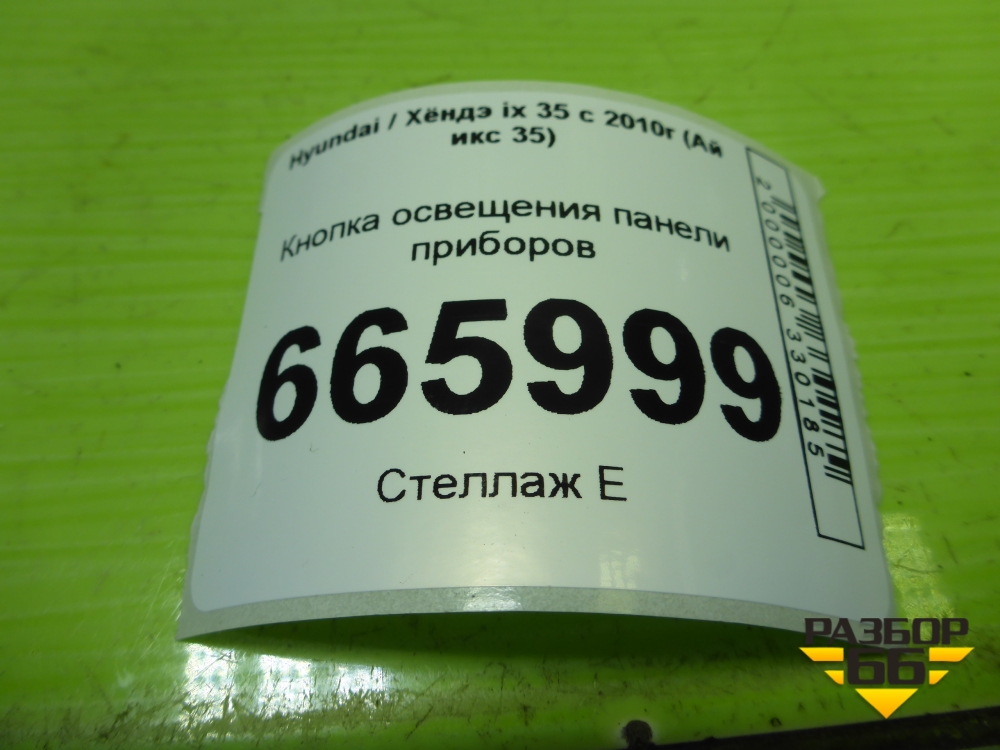 Hyundai / Хёндэ ix 35 с 2010г (Ай
икс 35)
Кнопка освещения панели
приборов
665999
Стеллаж Е
2000006330185
РАЗБОР
66